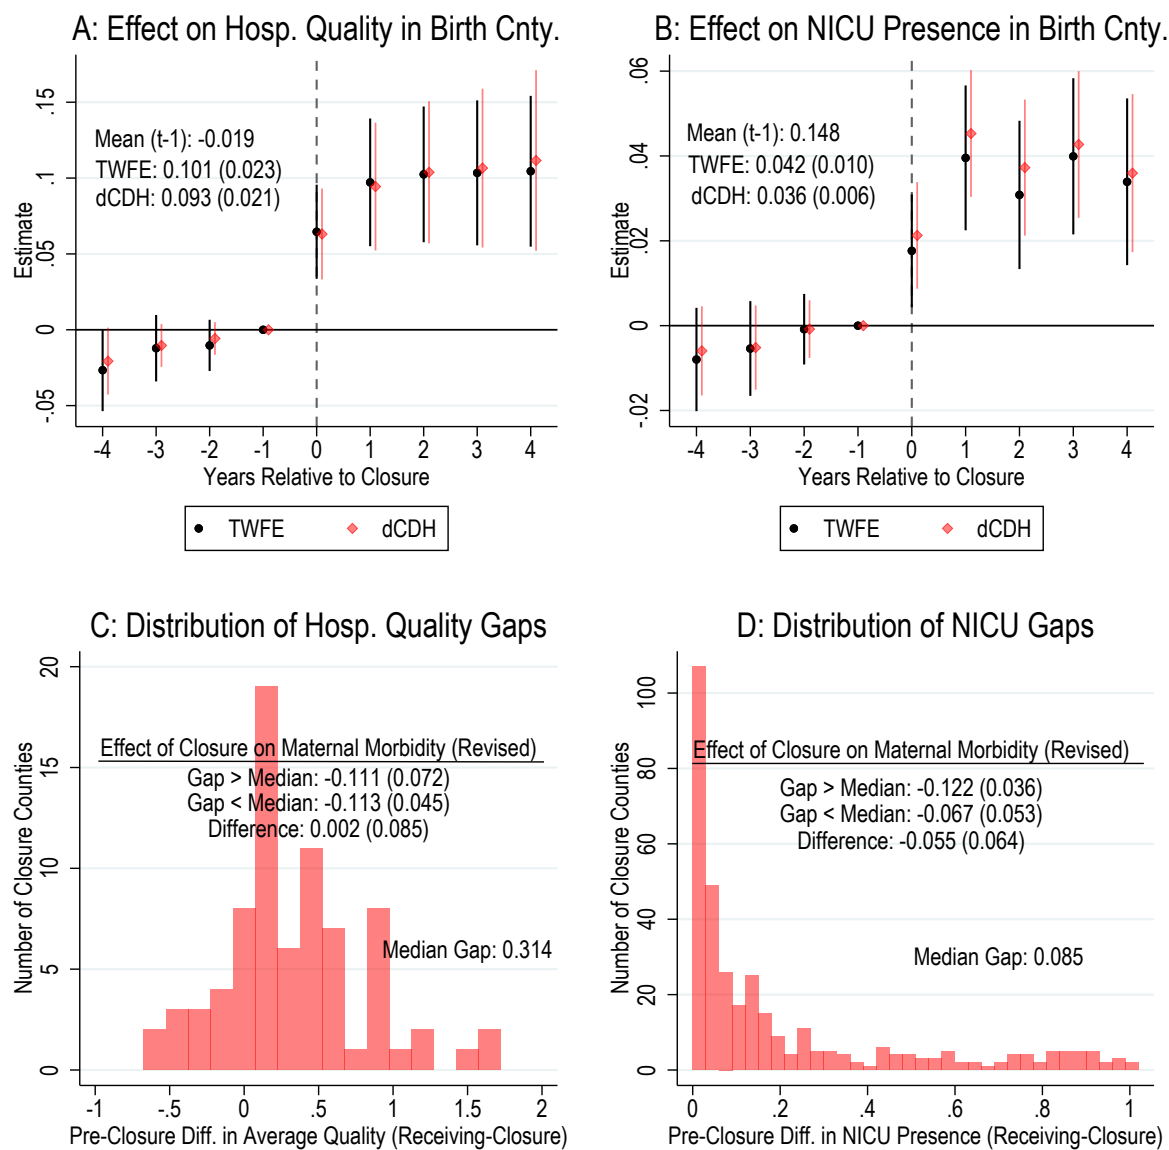 A: Effect on Hosp. Quality in Birth Cnty.
Estimate
.15
.1
.05
0
-.05
Mean (t-1): -0.019
TWFE: 0.101 (0.023)
dCDH: 0.093 (0.021)
-4 -3 -2 -1 0 1 2 3 4
Years Relative to Closure
TWFE dCDH
B: Effect on NICU Presence in Birth Cnty.
Estimate
.06
.04
.02
0
-.02
Mean (t-1): 0.148
TWFE: 0.042 (0.010)
dCDH: 0.036 (0.006)
-4 -3 -2 -1 0 1 2 3 4
Years Relative to Closure
TWFE dCDH
C: Distribution of Hosp. Quality Gaps
Number of Closure Counties
20
15
10
5
0
Effect of Closure on Maternal Morbidity (Revised)
Gap > Median: -0.111 (0.072)
Gap < Median: -0.113 (0.045)
Difference: 0.002 (0.085)
Median Gap: 0.314
-1 -.5 0 .5 1 1.5 2
Pre-Closure Diff. in Average Quality (Receiving-Closure)
D: Distribution of NICU Gaps
Number of Closure Counties
100
80
60
40
20
0
Effect of Closure on Maternal Morbidity (Revised)
Gap > Median: -0.122 (0.036)
Gap < Median: -0.067 (0.053)
Difference: -0.055 (0.064)
Median Gap: 0.085
0 .2 .4 .6 .8 1
Pre-Closure Diff. in NICU Presence (Receiving-Closure)